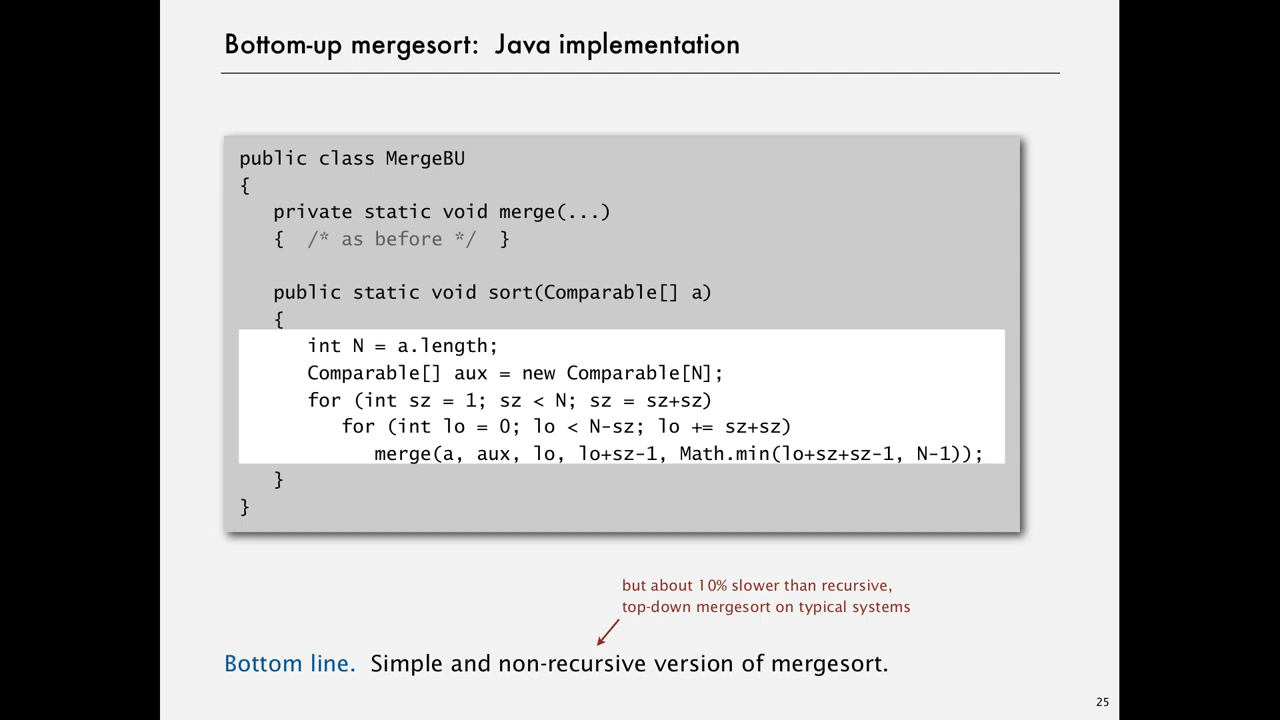 Bottom-up mergesort:  Java implementation
public class MergeBU
{
   private static void merge(...)
   {  /* as before */  }
   public static void sort(Comparable[] a)
   {
      int N = a.length;
      Comparable[] aux = new Comparable[N];
      for (int sz = 1; sz < N; sz = sz+sz)
         for (int lo = 0; lo < N-sz; lo += sz+sz)
            merge(a, aux, lo, lo+sz-1, Math.min(lo+sz+sz-1, N-1));
   }
}
but about 10% slower than recursive,
top-down mergesort on typical systems
Bottom line.  Simple and non-recursive version of mergesort.
25